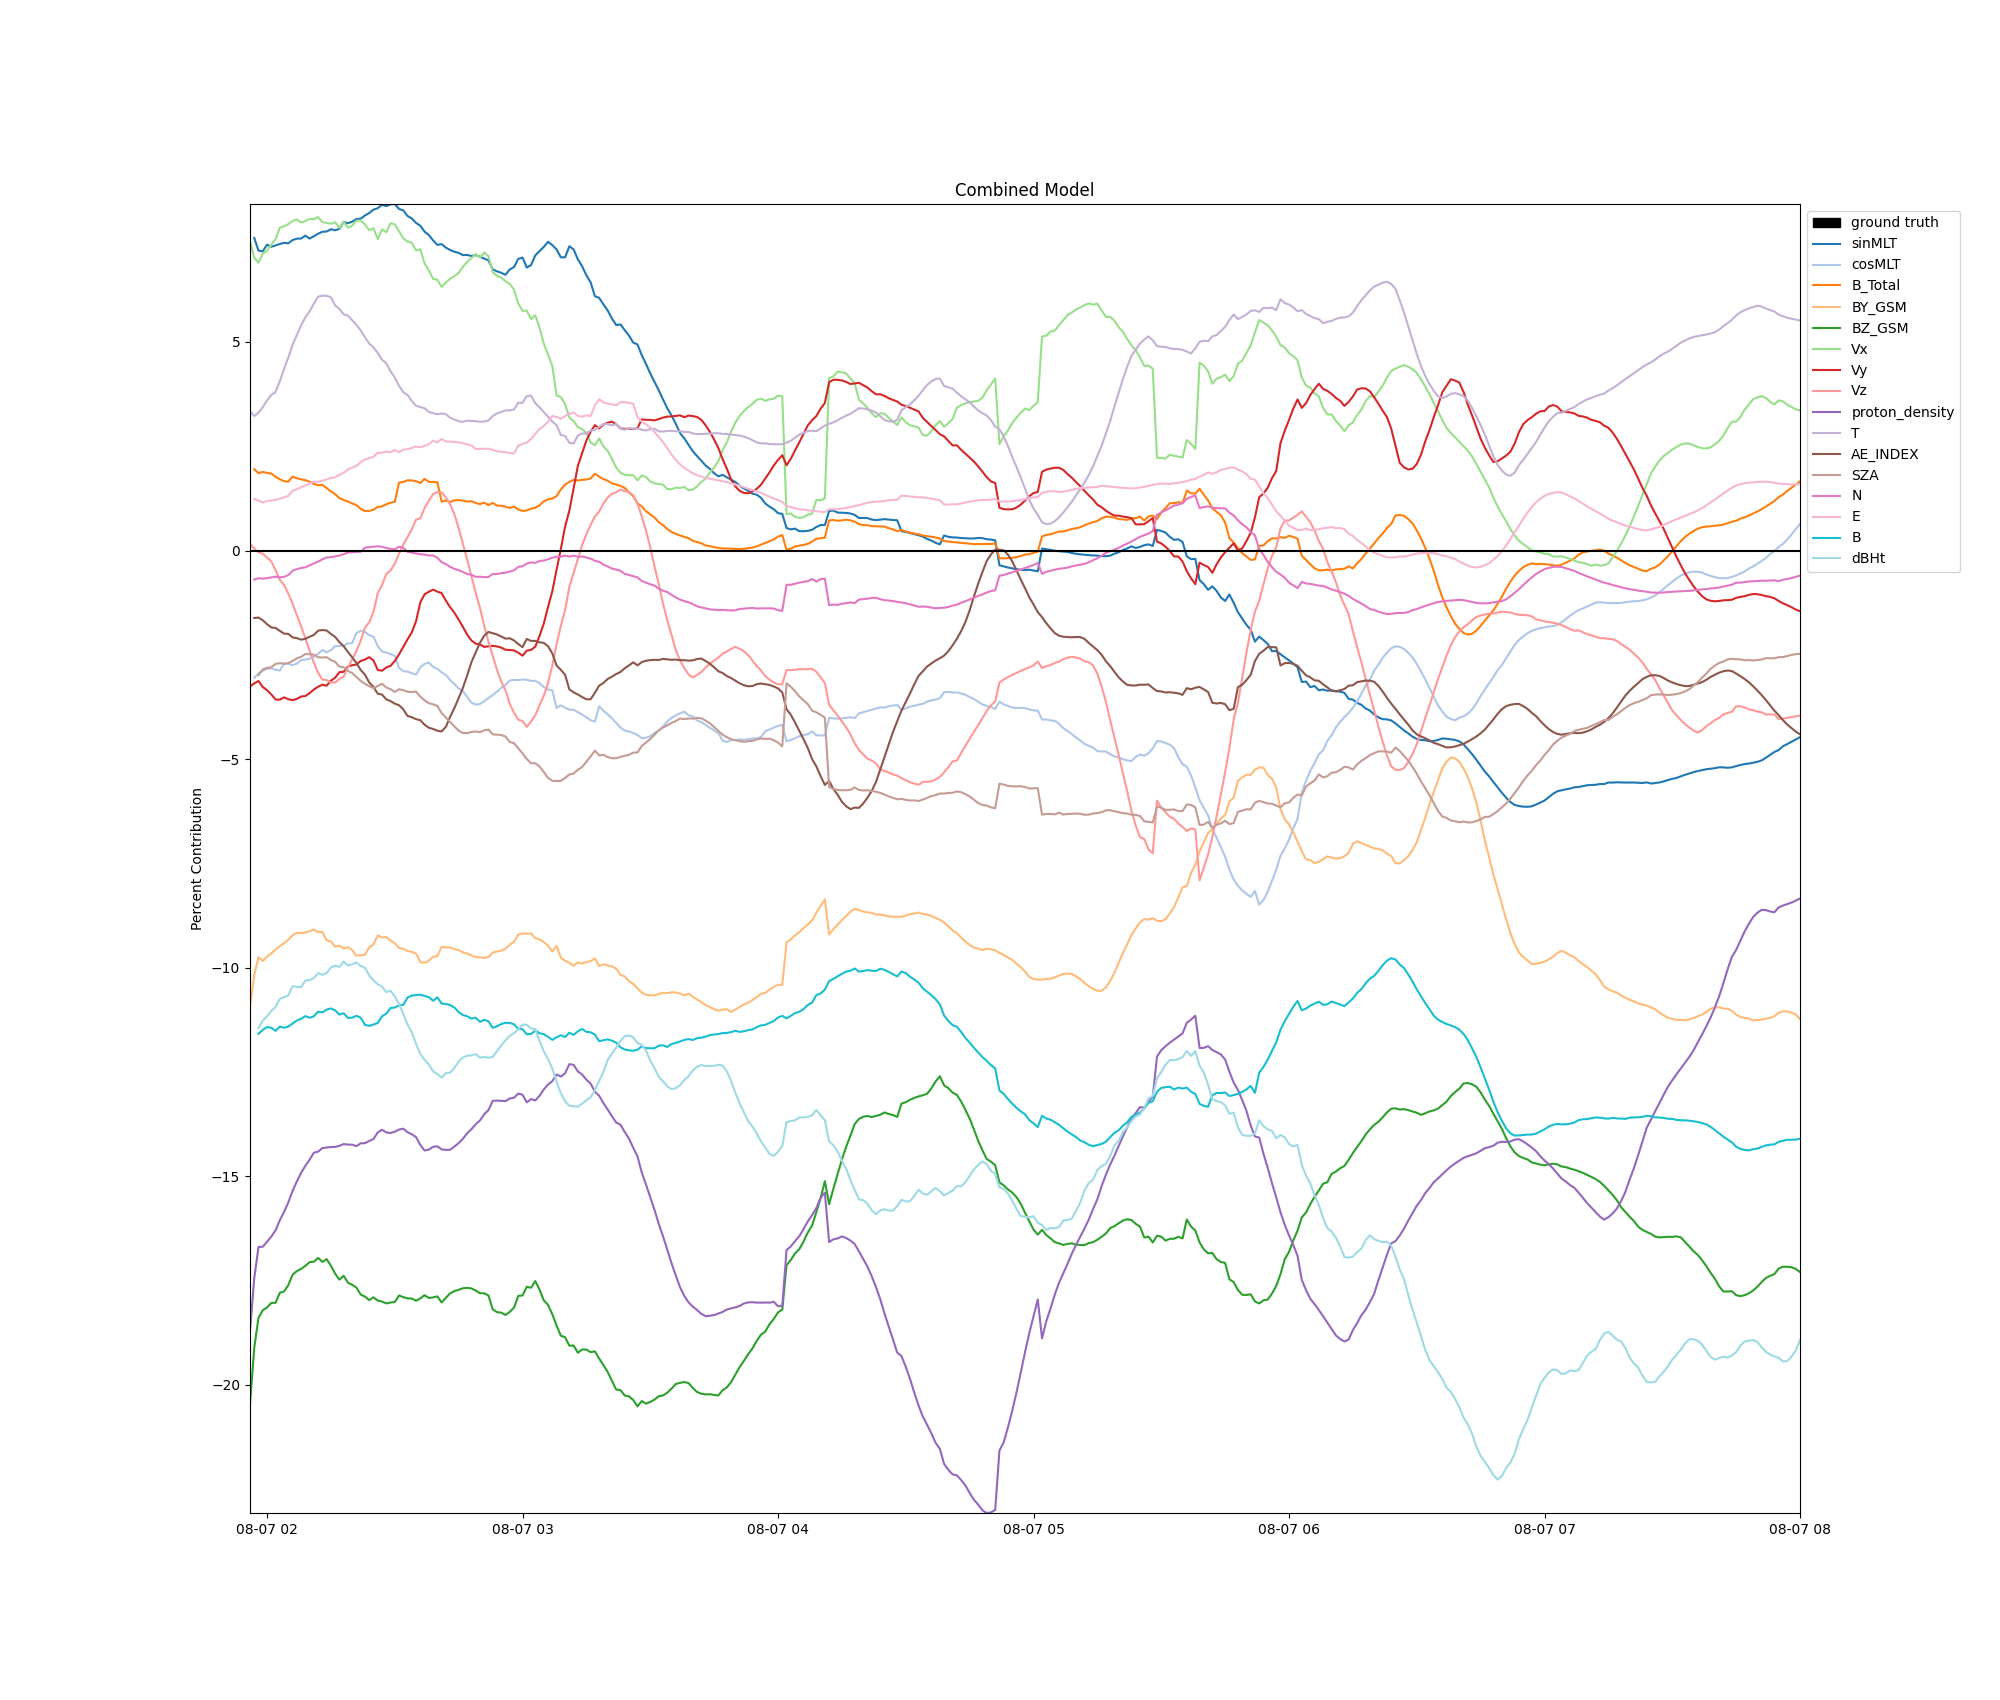 Combined Model
Percent Contribution
5
0
−5
−10
−15
−20
08-07 02
08-07 03
08-07 04
08-07 05
08-07 06
08-07 07
08-07 08
ground truth
sinMLT
cosMLT
B_Total
BY_GSM
BZ_GSM
Vx
Vy
Vz
proton_density
T
AE_INDEX
SZA
N
E
B
dBHt